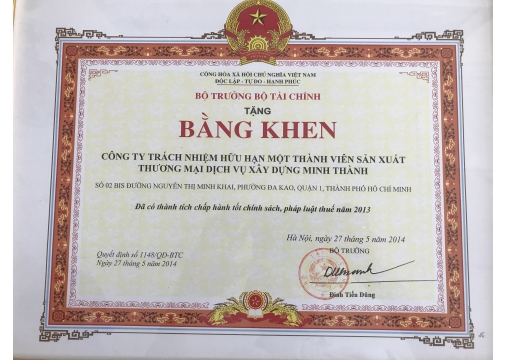 CỘNG HÒA XÃ HỘI CHỦ NGHĨA VIỆT NAM
ĐỘC LẬP - TỰ DO - HẠNH PHÚC
BỘ TRƯỞNG BỘ TÀI CHÍNH
TẶNG
BẰNG KHEN
CÔNG TY TRÁCH NHIỆM HỮU HẠN MỘT THÀNH VIÊN SẢN XUẤT
THƯƠNG MẠI DỊCH VỤ XÂY DỰNG MINH THÀNH
SỐ 02 BIS ĐƯỜNG NGUYỄN THỊ MINH KHAI, PHƯỜNG ĐA KAO, QUẬN 1, THÀNH PHỐ HỒ CHÍ MINH
Đã có thành tích chấp hành tốt chính sách, pháp luật thuế năm 2013
Hà Nội, ngày 27 tháng 5 năm 2014
BỘ TRƯỞNG
Quyết định số 1148/QĐ-BTC
Ngày 27 tháng 5 năm 2014
Đinh Tiến Dũng